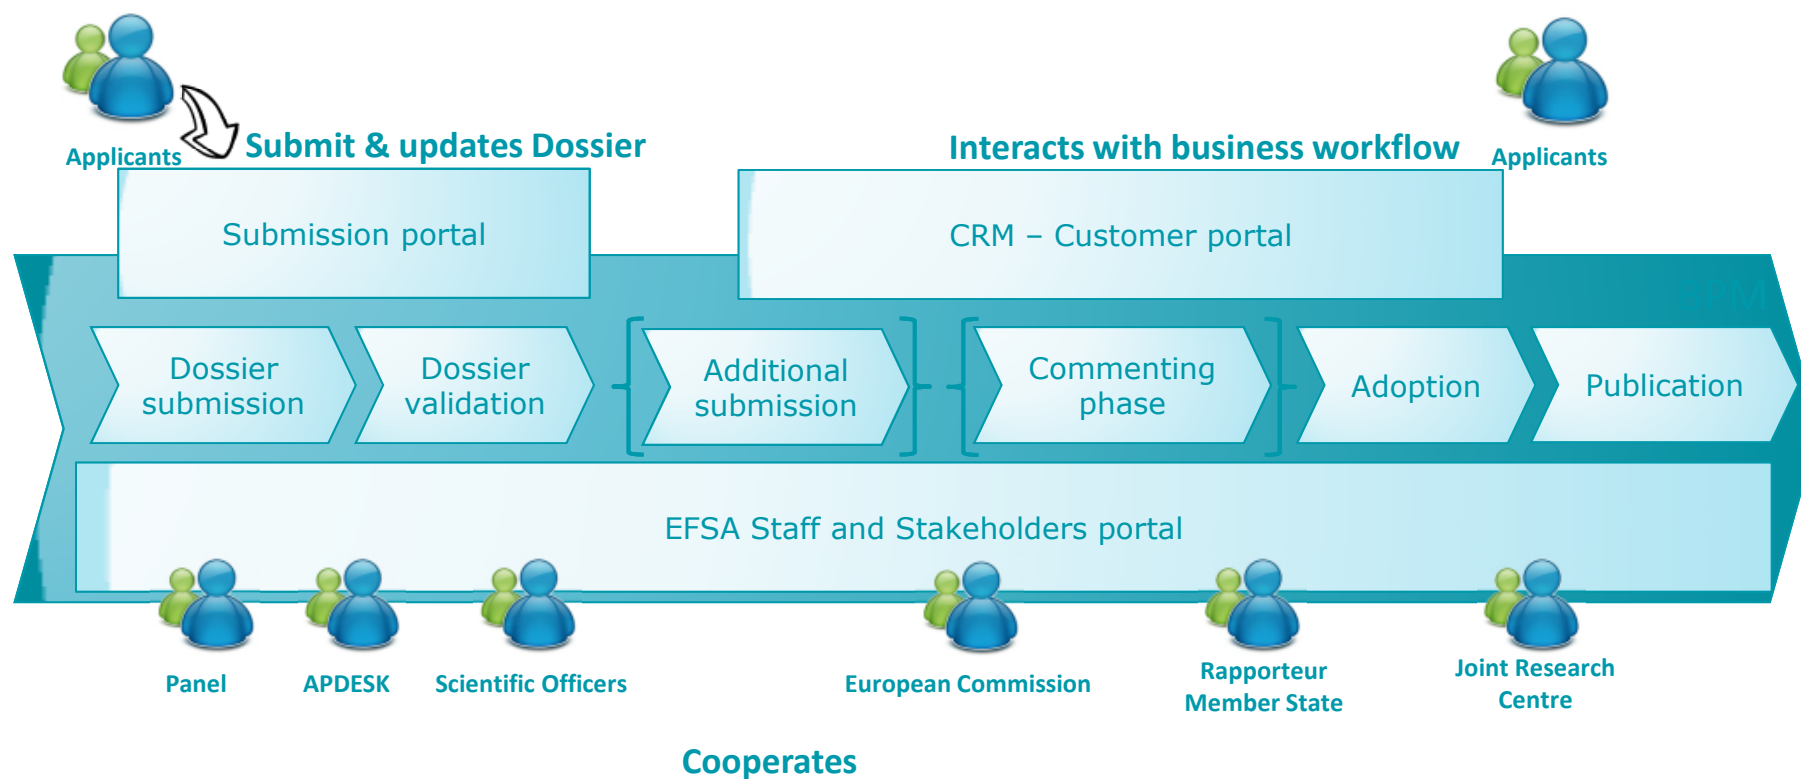 Submit & updates Dossier
Interacts with business workflow
Applicants
Applicants
Submission portal
CRM – Customer portal
Dossier
submission
Dossier
validation
Additional
submission
Commenting
phase
Adoption
Publication
EFSA Staff and Stakeholders portal
Panel
APDESK
Scientific Officers
European Commission
Rapporteur
Member State
Joint Research
Centre
Cooperates